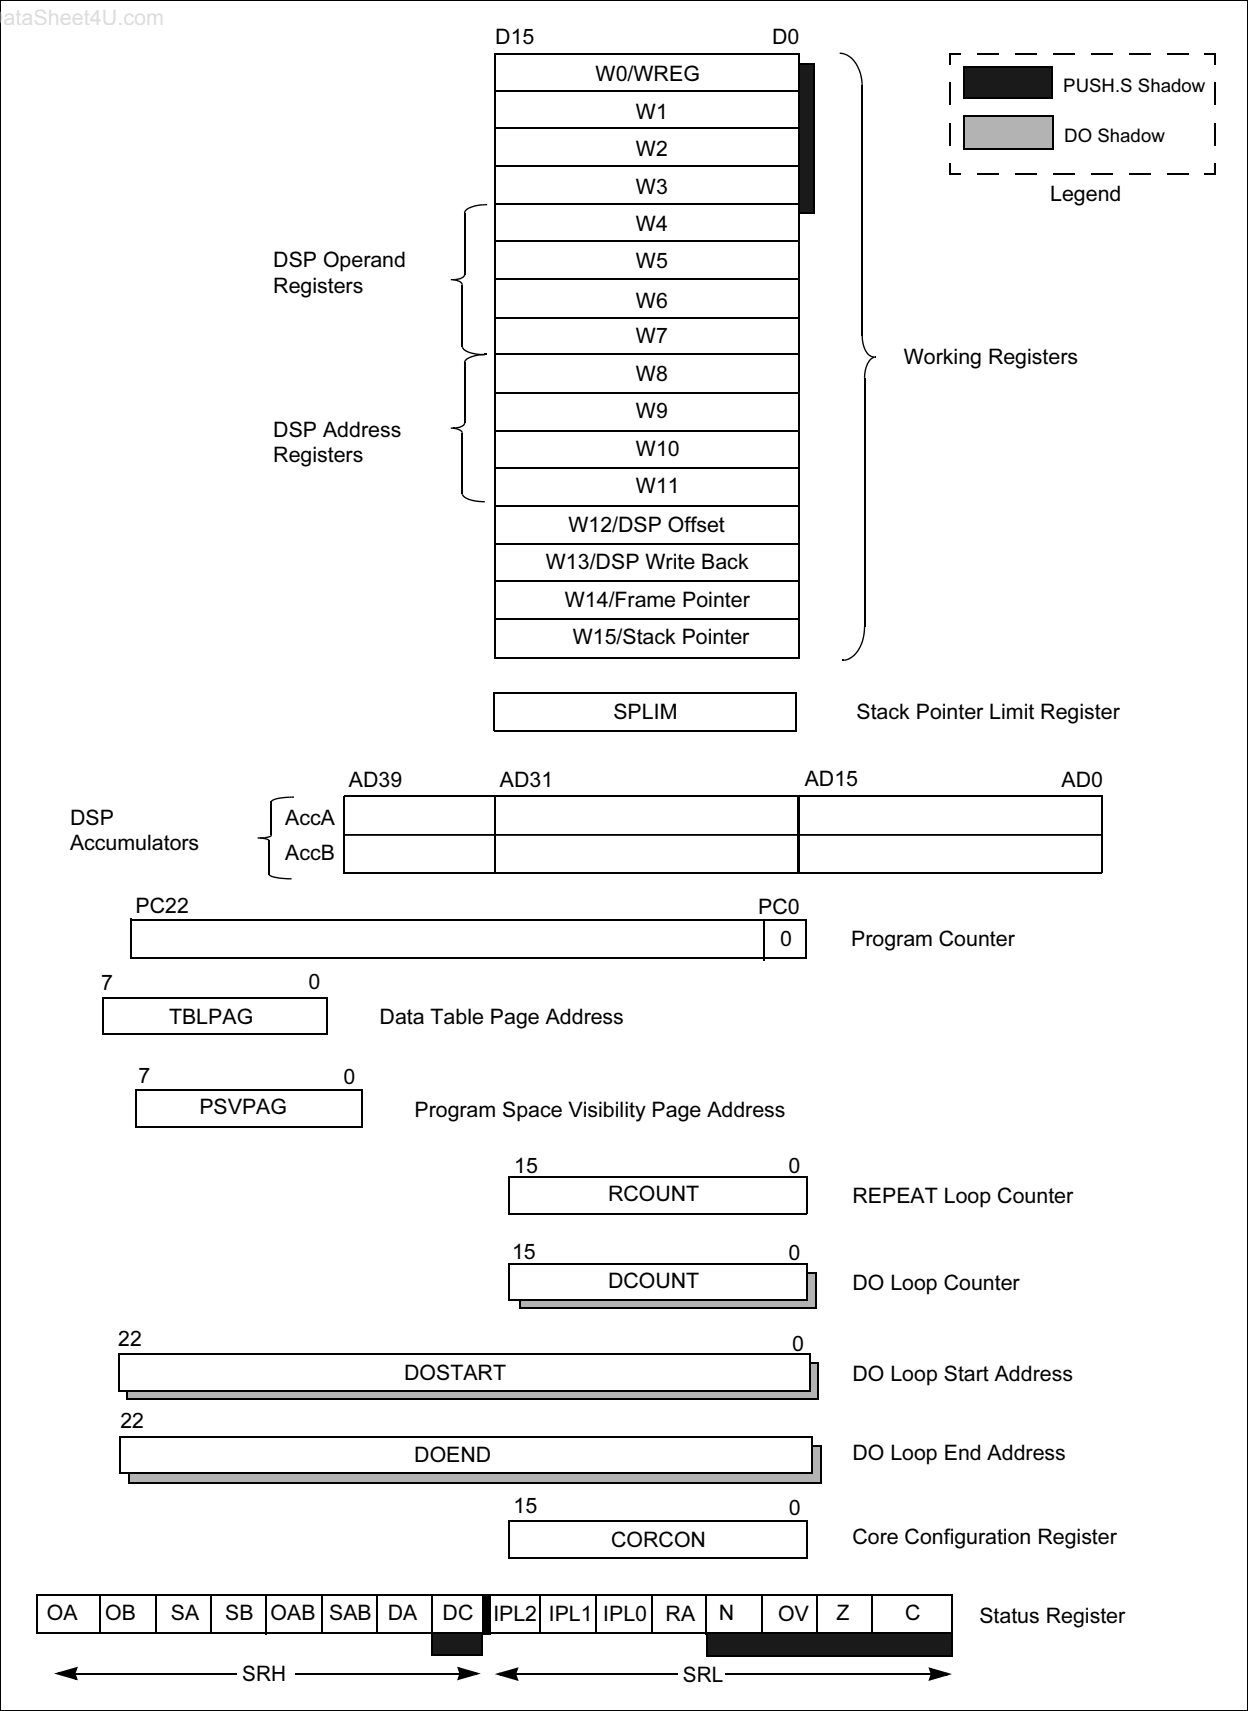 ataSheet4U.com
D15 D0
W0/WREG
W1
W2
W3
W4
W5
W6
W7
W8
W9
W10
W11
W12/DSP Offset
W13/DSP Write Back
W14/Frame Pointer
W15/Stack Pointer
DSP Operand
Registers
DSP Address
Registers
Working Registers
PUSH.S Shadow
DO Shadow
Legend
SPLIM
Stack Pointer Limit Register
AD39 AD31 AD15 AD0
DSP
Accumulators
AccA
AccB
PC22 PC0
0
Program Counter
7 0
TBLPAG
Data Table Page Address
7 0
PSVPAG
Program Space Visibility Page Address
15 0
RCOUNT
REPEAT Loop Counter
15 0
DCOUNT
DO Loop Counter
22 0
DOSTART
DO Loop Start Address
22
DOEND
DO Loop End Address
15 0
CORCON
Core Configuration Register
OA OB SA SB OAB SAB DA DC IPL2 IPL1 IPL0 RA N OV Z C
Status Register
SRH SRL